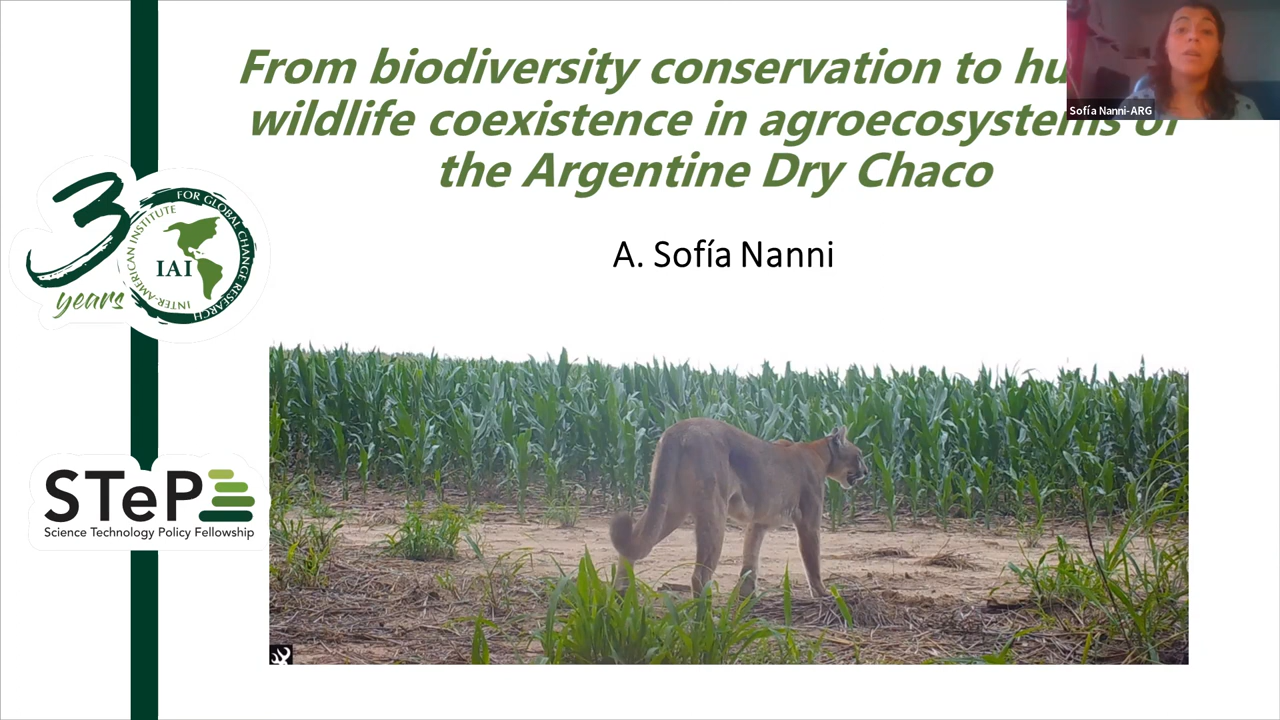 From biodiversity conservation to hu
wildlife coexistence in agroecosystems of
the Argentine Dry Chaco
A. Sofía Nanni
Sofía Nanni-ARG
30
years
INTER-AMERICAN INSTITUTE
FOR GLOBAL CHANGE RESEARCH
IAI
STeP
Science Technology Policy Fellowship